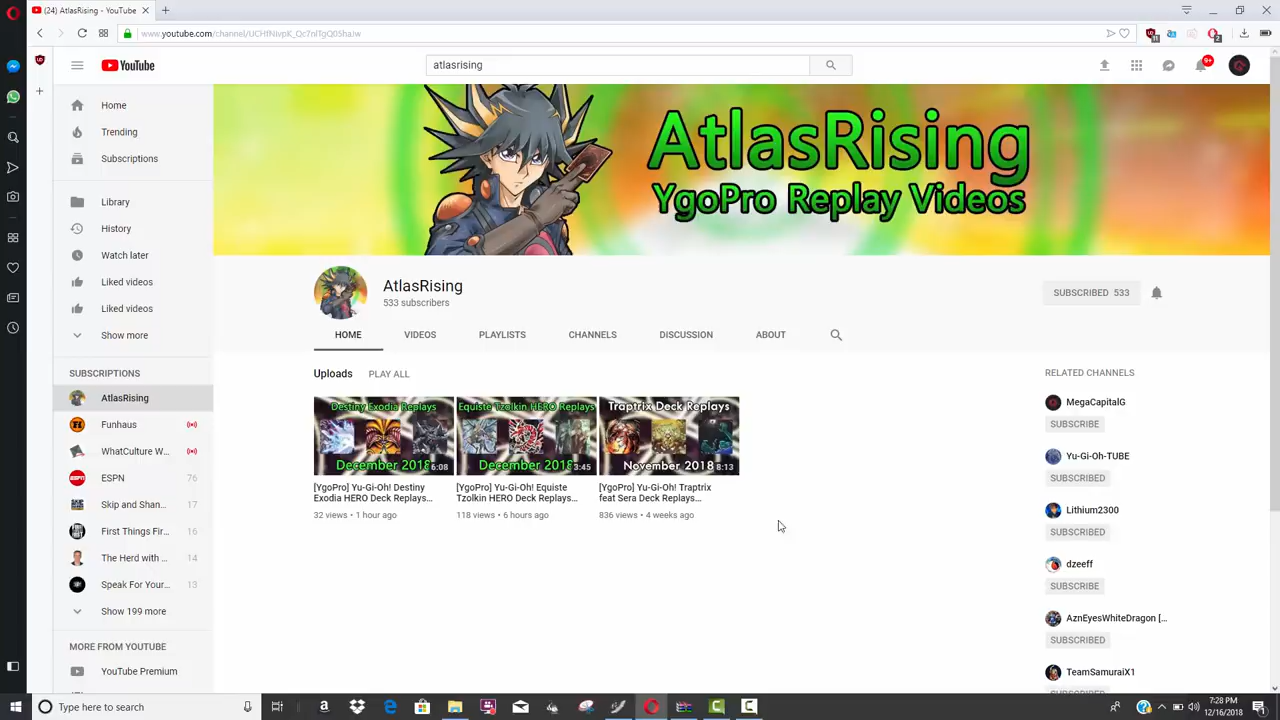 (24) AtlasRising - YouTube
www.youtube.com/channel/
11
2
YouTube
atlasrising
9+
Home
Trending
Subscriptions
Library
History
Watch later
Liked videos
Liked videos
Show more
SUBSCRIPTIONS
AtlasRising
Funhaus
WhatCulture W...
ESPN 76
Skip and Shan... 17
First Things Fir... 16
The Herd with ... 14
Speak For Your... 13
Show 199 more
MORE FROM YOUTUBE
YouTube Premium
AtlasRising
YgoPro Replay Videos
AtlasRising
533 subscribers
SUBSCRIBED 533
HOME VIDEOS PLAYLISTS CHANNELS DISCUSSION ABOUT
Uploads PLAY ALL
Destiny Exodia Replays
December 2018
6:08
[YgoPro] Yu-Gi-Oh! Destiny
Exodia HERO Deck Replays...
32 views • 1 hour ago
Equiste Tzolkin HERO Replays
December 2018
3:45
[YgoPro] Yu-Gi-Oh! Equiste
Tzolkin HERO Deck Replays...
118 views • 6 hours ago
Traptrix Deck Replays
November 2018
8:13
[YgoPro] Yu-Gi-Oh! Traptrix
feat Sera Deck Replays...
836 views • 4 weeks ago
RELATED CHANNELS
MegaCapitalG
SUBSCRIBE
Yu-Gi-Oh-TUBE
SUBSCRIBED
Lithium2300
SUBSCRIBED
dzeeff
SUBSCRIBE
AznEyesWhiteDragon [...
SUBSCRIBED
TeamSamuraiX1
Type here to search
7:28 PM
12/16/2018